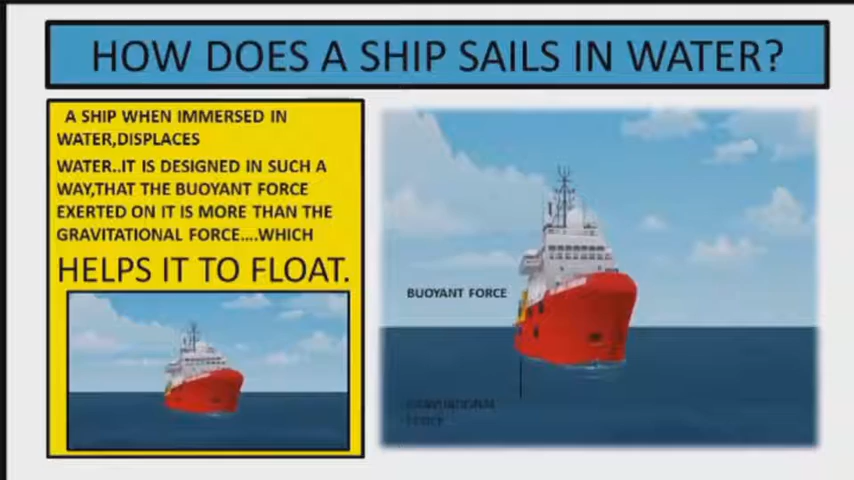 HOW DOES A SHIP SAILS IN WATER?
A SHIP WHEN IMMERSED IN
WATER,DISPLACES
WATER..IT IS DESIGNED IN SUCH A
WAY,THAT THE BUOYANT FORCE
EXERTED ON IT IS MORE THAN THE
GRAVITATIONAL FORCE....WHICH
HELPS IT TO FLOAT.
BUOYANT FORCE
GRAVITATIONAL
FORCE